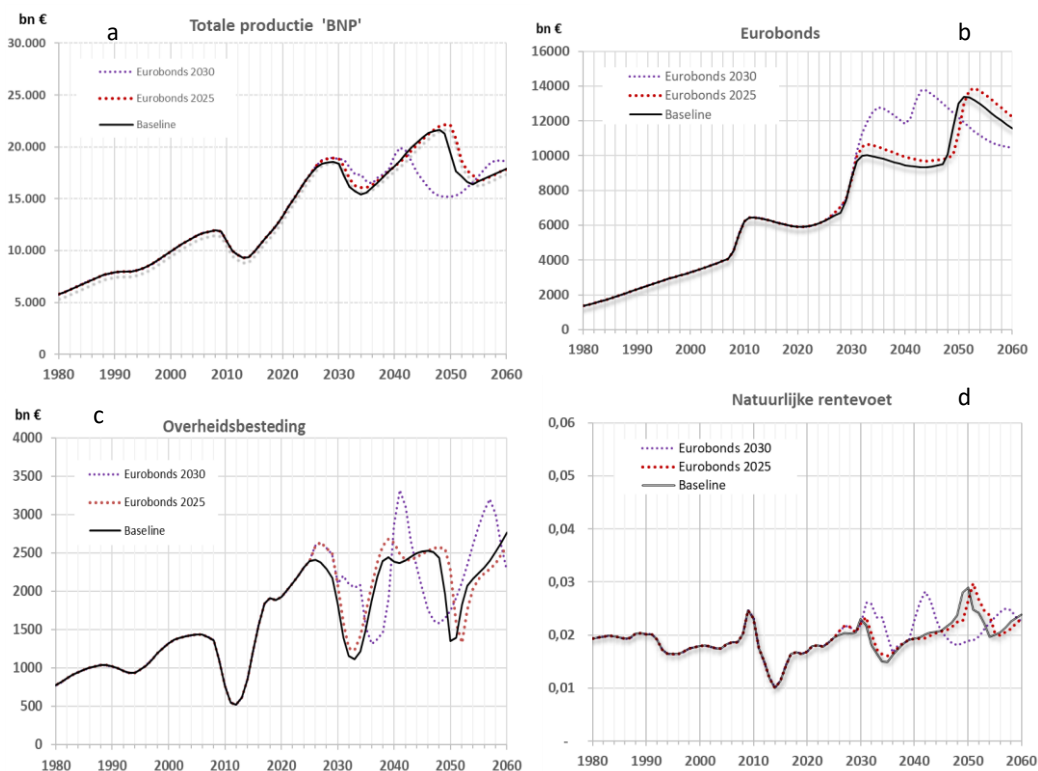 bn €
a
Totale productie 'BNP'
30.000
25.000
20.000
15.000
10.000
5.000
0
Eurobonds 2030
Eurobonds 2025
Baseline
1980 1990 2000 2010 2020 2030 2040 2050 2060
bn €
Eurobonds
b
16000
14000
12000
10000
8000
6000
4000
2000
0
Eurobonds 2030
Eurobonds 2025
Baseline
1980 1990 2000 2010 2020 2030 2040 2050 2060
bn €
c
Overheidsbesteding
4000
3500
3000
2500
2000
1500
1000
500
0
Eurobonds 2030
Eurobonds 2025
Baseline
1980 1990 2000 2010 2020 2030 2040 2050 2060
Natuurlijke rentevoet
d
0,06
0,05
0,04
0,03
0,02
0,01
-
Eurobonds 2030
Eurobonds 2025
Baseline
1980 1990 2000 2010 2020 2030 2040 2050 2060